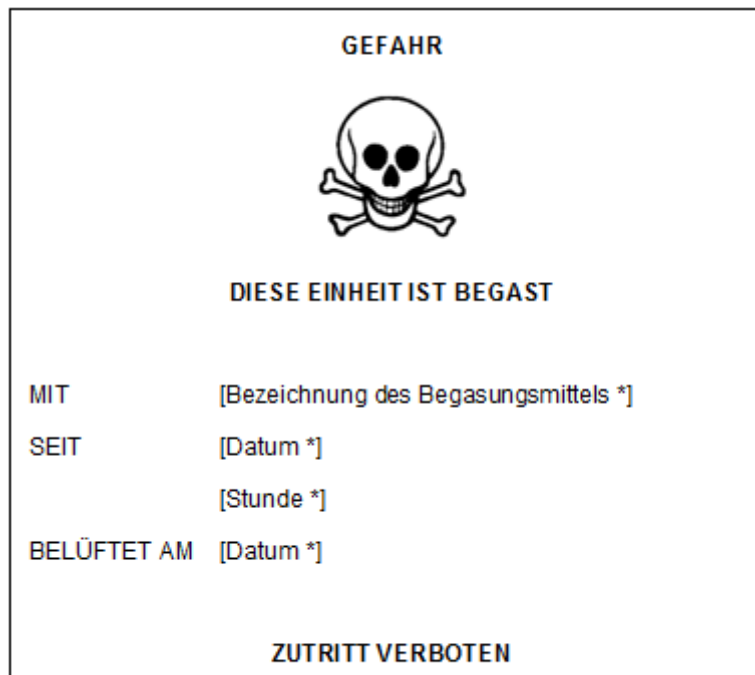 GEFAHR
DIESE EINHEIT IST BEGAST
MIT [Bezeichnung des Begasungsmittels *]
SEIT [Datum *]
[Stunde *]
BELÜFTET AM [Datum *]
ZUTRITT VERBOTEN